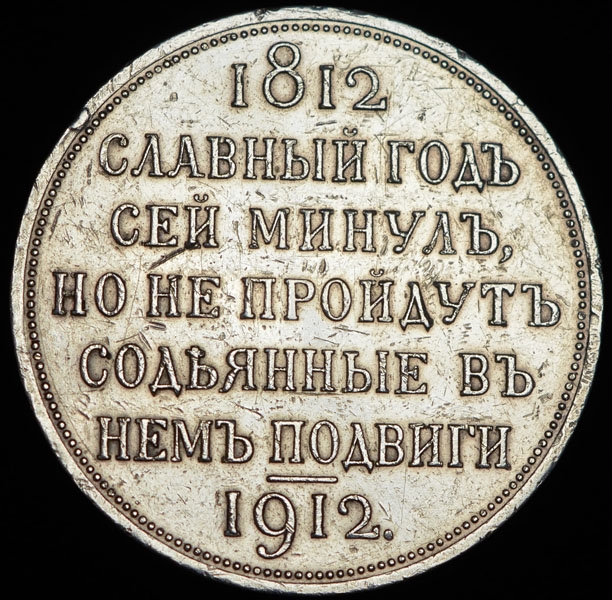 1812
СЛАВНЫЙ ГОДЪ
СЕЙ МИНУЛЪ,
НО НЕ ПРОЙДУТЪ
СОДѢЯННЫЕ ВЪ
НЕМЪ ПОДВИГИ
1912.